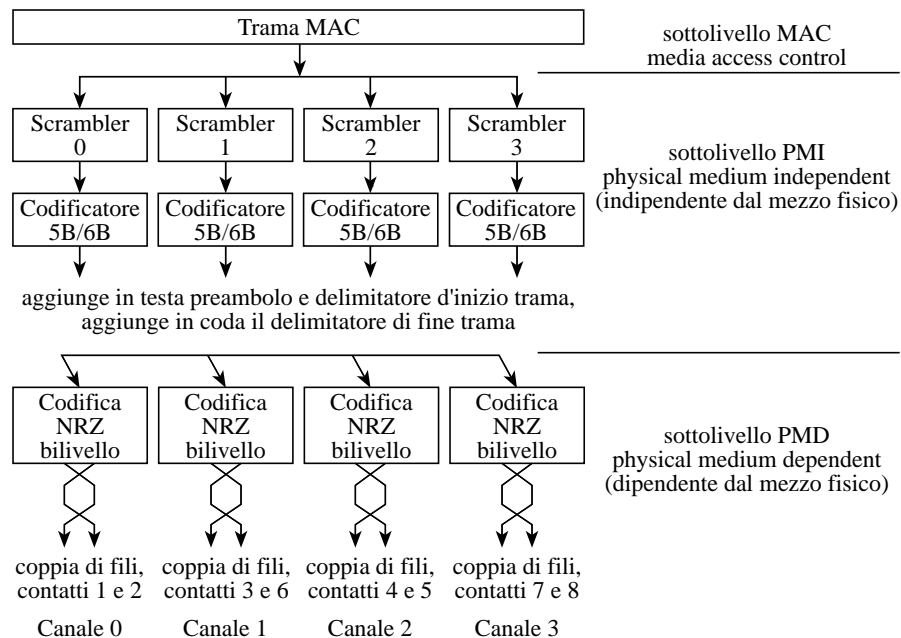 Trama MAC
sottolivello MAC
media access control
Scrambler
0
Scrambler
1
Scrambler
2
Scrambler
3
sottolivello PMI
physical medium independent
(indipendente dal mezzo fisico)
Codificatore
5B/6B
Codificatore
5B/6B
Codificatore
5B/6B
Codificatore
5B/6B
aggiunge in testa preambolo e delimitatore d'inizio trama,
aggiunge in coda il delimitatore di fine trama
Codifica
NRZ
bilivello
Codifica
NRZ
bilivello
Codifica
NRZ
bilivello
Codifica
NRZ
bilivello
sottolivello PMD
physical medium dependent
(dipendente dal mezzo fisico)
coppia di fili,
contatti 1 e 2
coppia di fili,
contatti 3 e 6
coppia di fili,
contatti 4 e 5
coppia di fili,
contatti 7 e 8
Canale 0
Canale 1
Canale 2
Canale 3